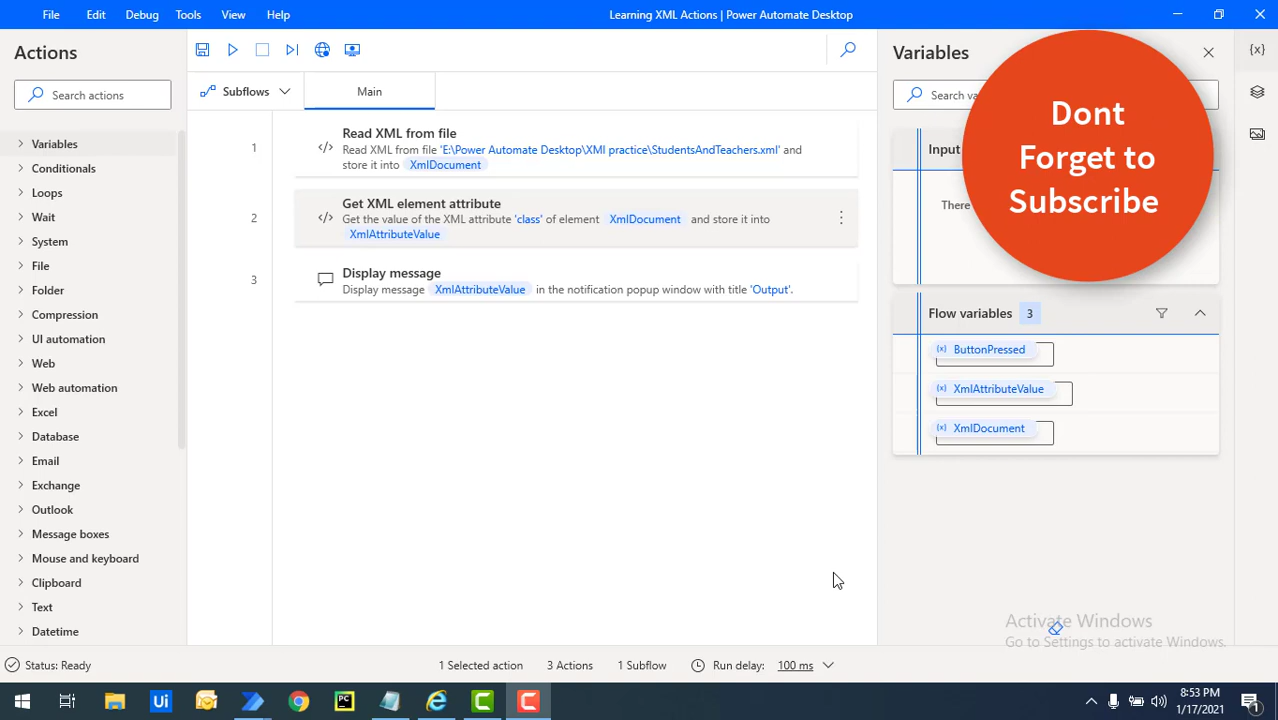 File Edit Debug Tools View Help
Learning XML Actions | Power Automate Desktop
Actions
Search actions
Variables
Conditionals
Loops
Wait
System
File
Folder
Compression
UI automation
Web
Web automation
Excel
Database
Email
Exchange
Outlook
Message boxes
Mouse and keyboard
Clipboard
Text
Datetime
Subflows
Main
1
Read XML from file
Read XML from file 'E:\Power Automate Desktop\XMl practice\StudentsAndTeachers.xml' and
store it into XmlDocument
2
Get XML element attribute
Get the value of the XML attribute 'class' of element XmlDocument and store it into
XmlAttributeValue
3
Display message
Display message XmlAttributeValue in the notification popup window with title 'Output'.
Variables
{x}
Search
Input
There
Dont
Forget to
Subscribe
Flow variables 3
(x) ButtonPressed
(x) XmlAttributeValue
(x) XmlDocument
Activate Windows
Go to Settings to activate Windows.
Status: Ready
1 Selected action
3 Actions
1 Subflow
Run delay: 100 ms
Ui
PC
8:53 PM
1/17/2021
1